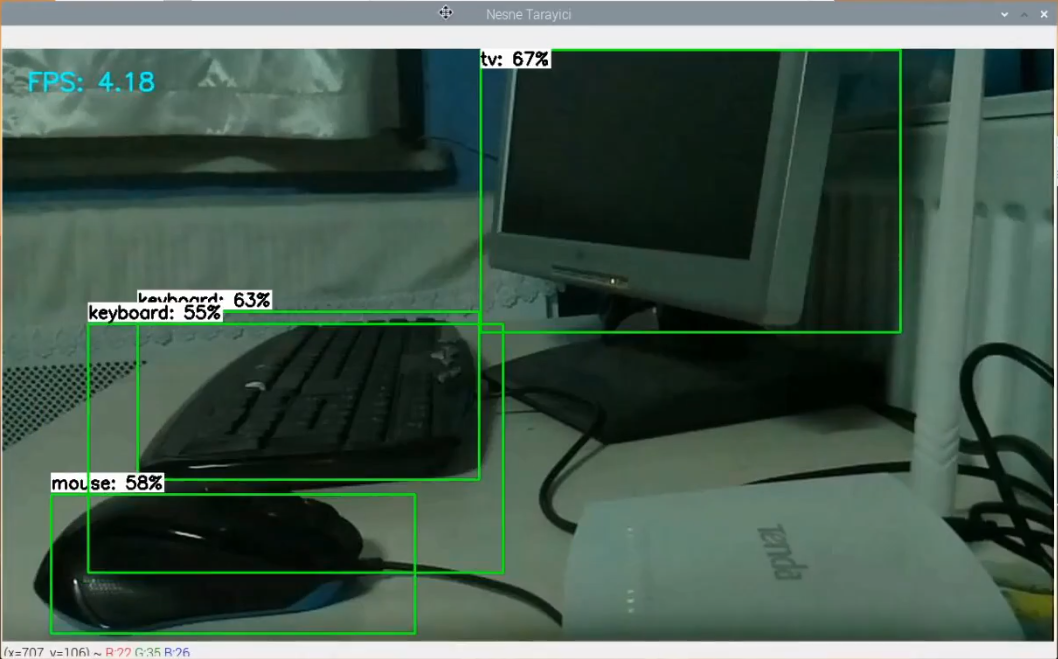 Nesne Tarayici
tv: 67%
FPS: 4.18
keyboard: 63%
keyboard: 55%
mouse: 58%
Tenda
(x=707, y=106) ~ R:22 G:35 B:26